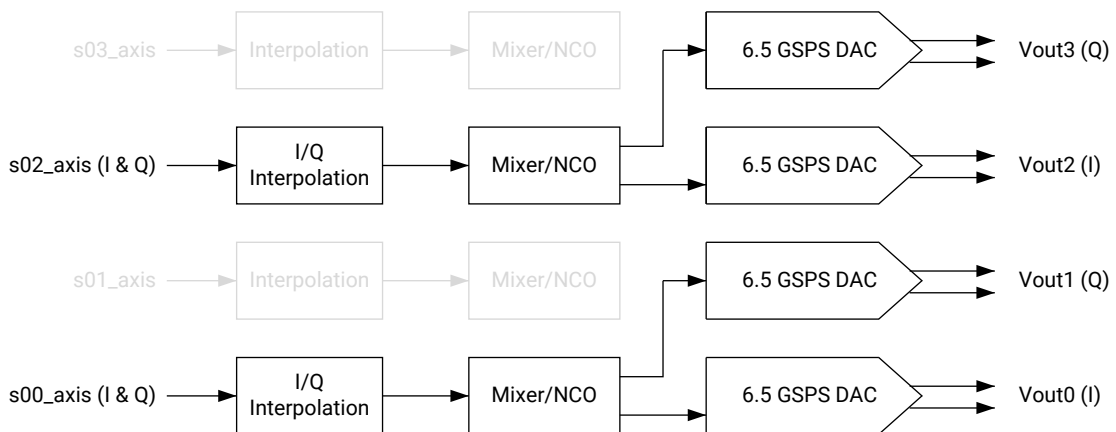 s03_axis
Interpolation
Mixer/NCO
6.5 GSPS DAC
Vout3 (Q)
s02_axis (I & Q)
I/Q
Interpolation
Mixer/NCO
6.5 GSPS DAC
Vout2 (I)
s01_axis
Interpolation
Mixer/NCO
6.5 GSPS DAC
Vout1 (Q)
s00_axis (I & Q)
I/Q
Interpolation
Mixer/NCO
6.5 GSPS DAC
Vout0 (I)